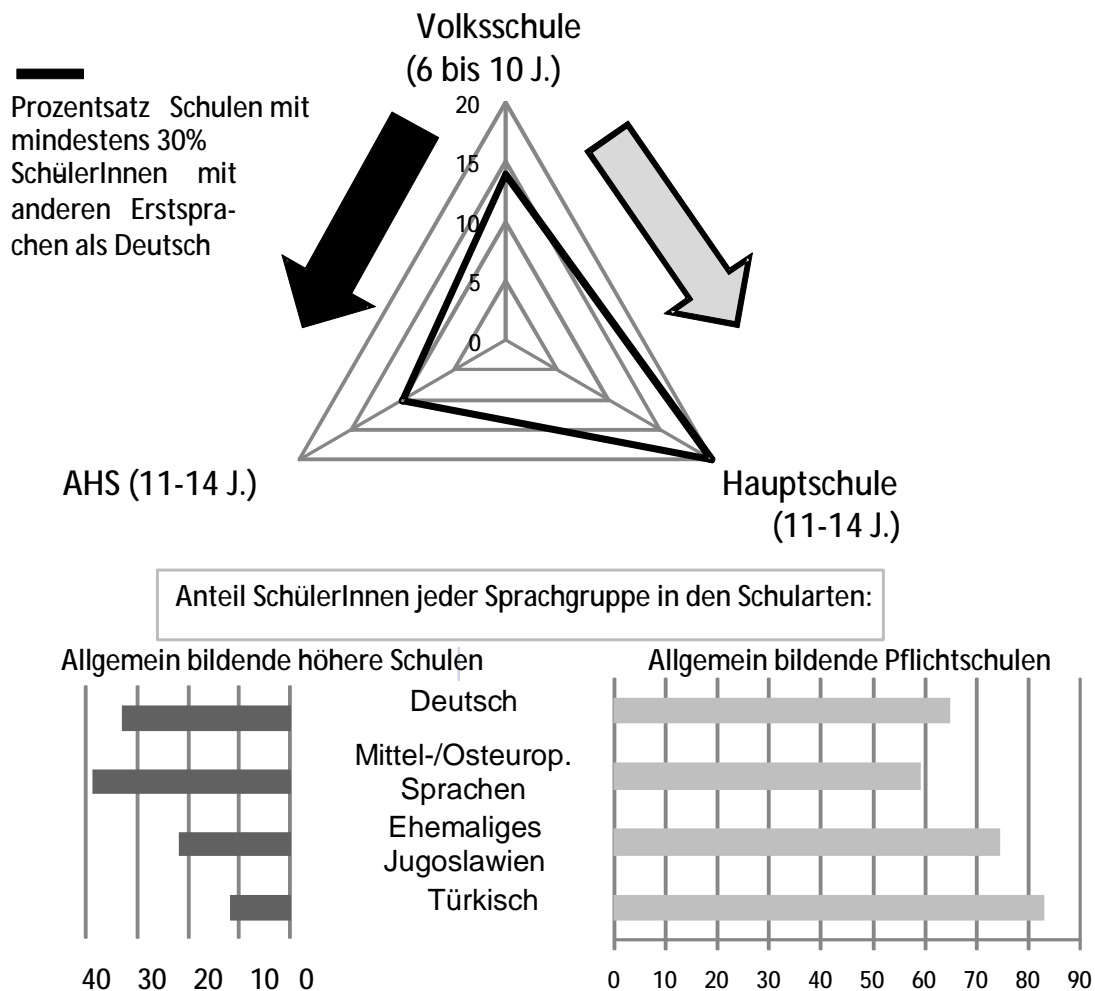 Volksschule
(6 bis 10 J.)
Prozentsatz Schulen mit
mindestens 30%
SchülerInnen mit
anderen Erstspra-
chen als Deutsch
20
15
10
5
0
AHS (11-14 J.)
Hauptschule
(11-14 J.)
Anteil SchülerInnen jeder Sprachgruppe in den Schularten:
Allgemein bildende höhere Schulen
Allgemein bildende Pflichtschulen
Deutsch
Mittel-/Osteurop.
Sprachen
Ehemaliges
Jugoslawien
Türkisch
40 30 20 10 0
0 10 20 30 40 50 60 70 80 90